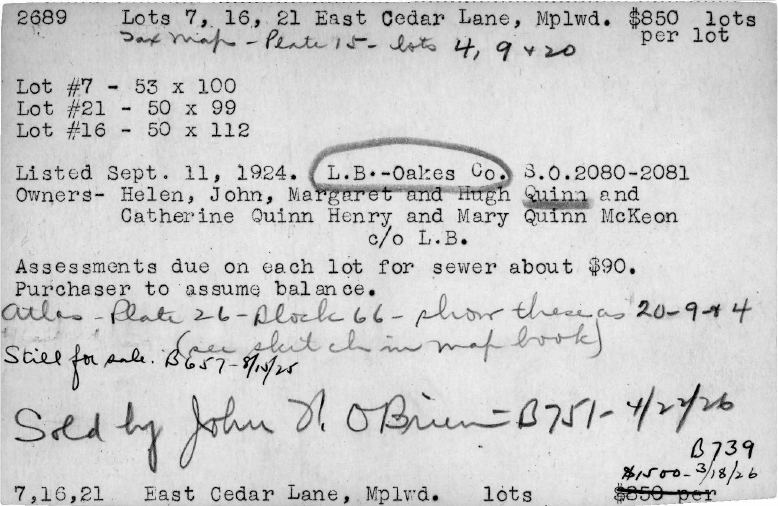 2689 Lots 7, 16, 21 East Cedar Lane, Mplwd. $850 lots
per lot
Tax map - Plate 15 - lots 4, 9 + 20
Lot #7 - 53 x 100
Lot #21 - 50 x 99
Lot #16 - 50 x 112
Listed Sept. 11, 1924. L.B.-Oakes Co. S.O.2080-2081
Owners- Helen, John, Margaret and Hugh Quinn and
Catherine Quinn Henry and Mary Quinn McKeon
c/o L.B.
Assessments due on each lot for sewer about $90.
Purchaser to assume balance.
Atlas - Plate 26 - Block 66 - show these as 20-9-+4
(see sketch in map book)
Still for sale. B657-8/15/25
Sold by John H. OBrien = B751- 4/22/26
B739
$1500- 3/18/26
7,16,21 East Cedar Lane, Mplwd. lots $850 per